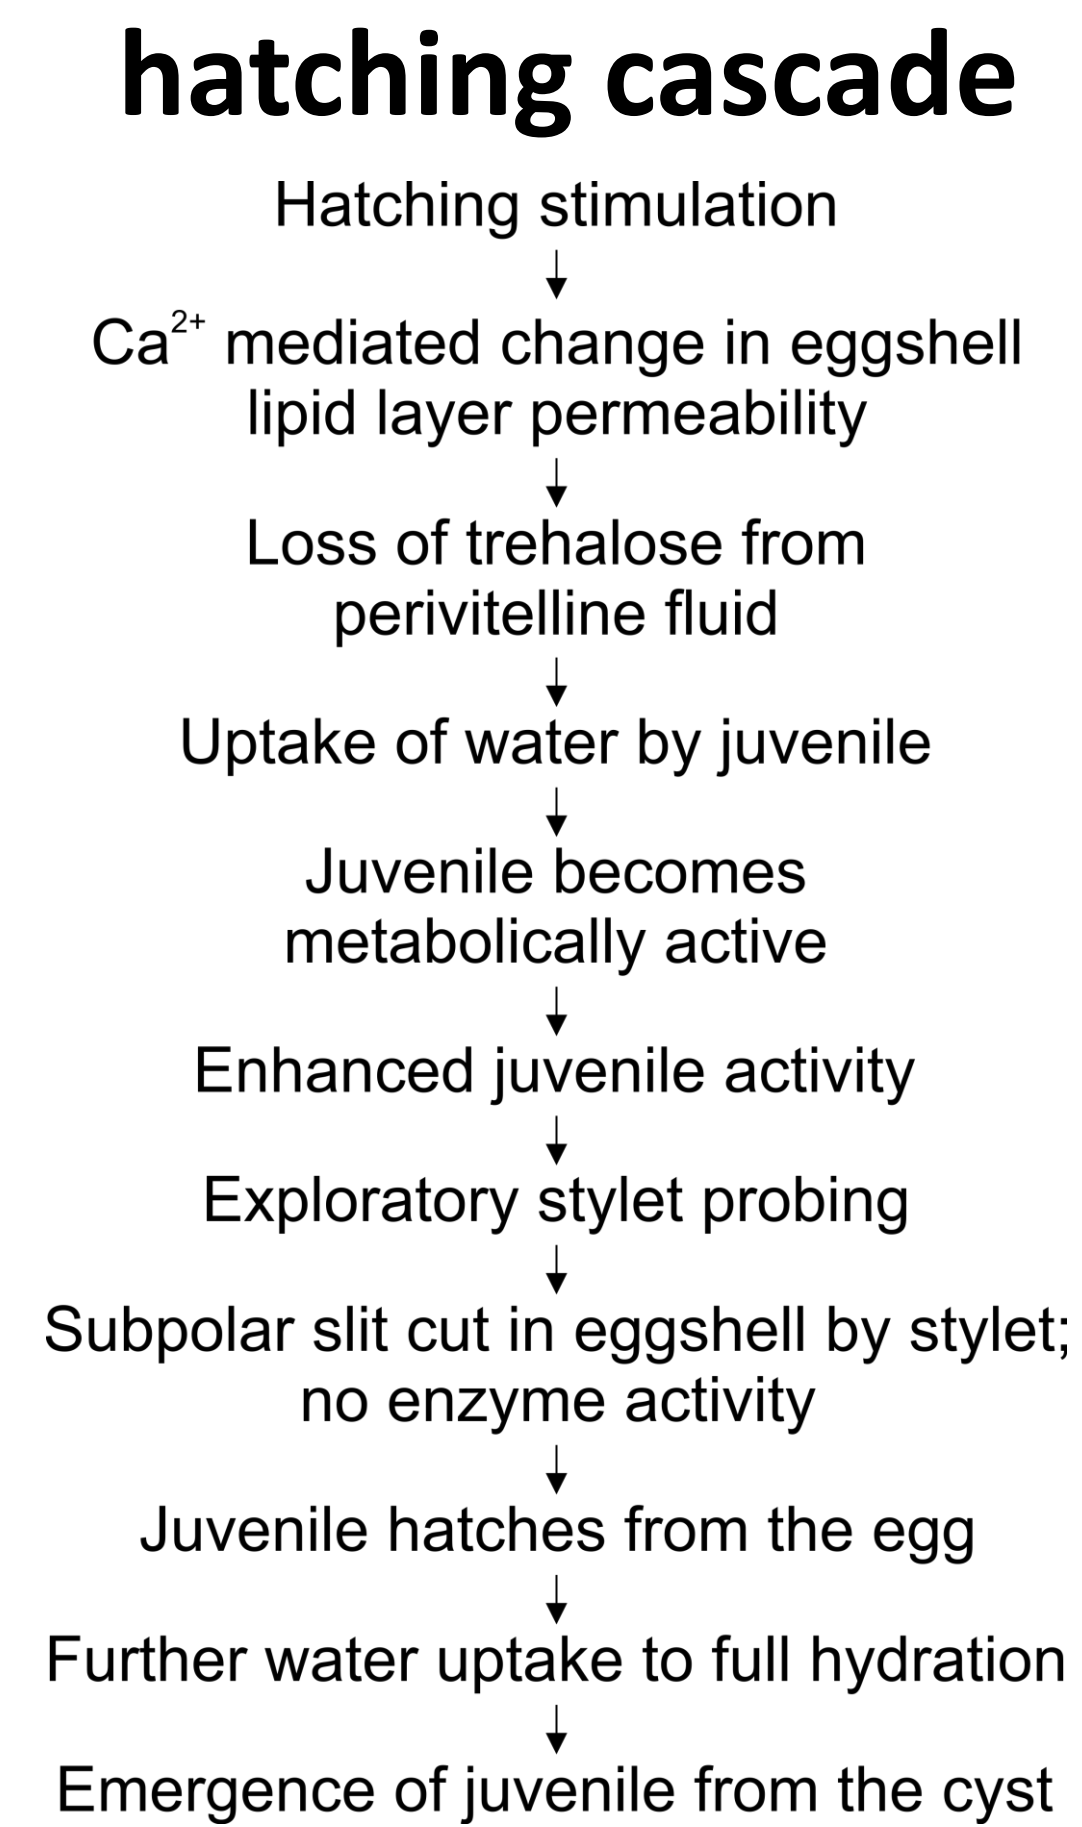 hatching cascade
Hatching stimulation
Ca²⁺ mediated change in eggshell
lipid layer permeability
Loss of trehalose from
perivitelline fluid
Uptake of water by juvenile
Juvenile becomes
metabolically active
Enhanced juvenile activity
Exploratory stylet probing
Subpolar slit cut in eggshell by stylet;
no enzyme activity
Juvenile hatches from the egg
Further water uptake to full hydration
Emergence of juvenile from the cyst